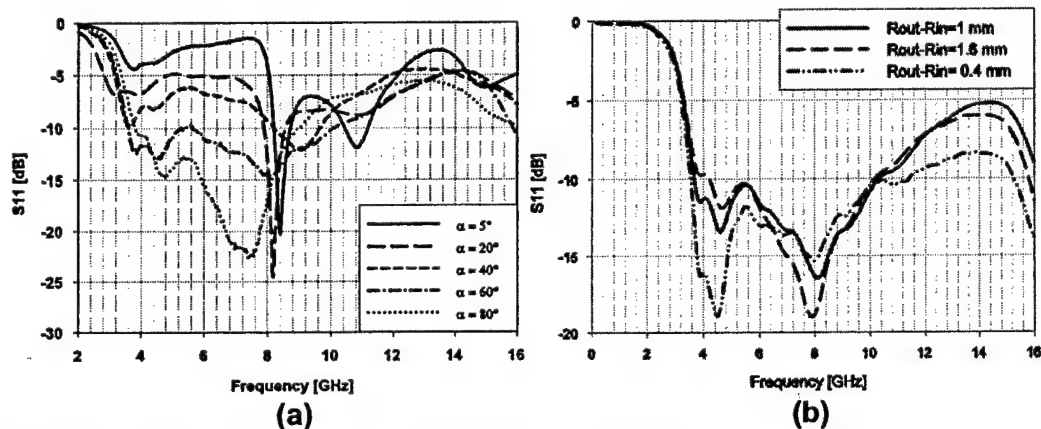 0
-5
-10
-15
-20
-25
-30
S11 [dB]
α = 5°
α = 20°
α = 40°
α = 60°
α = 80°
2 4 6 8 10 12 14 16
Frequency [GHz]
(a)
0
-5
-10
-15
-20
S11 [dB]
Rout-Rin=1 mm
Rout-Rin=1.6 mm
Rout-Rin= 0.4 mm
0 2 4 6 8 10 12 14 16
Frequency [GHz]
(b)